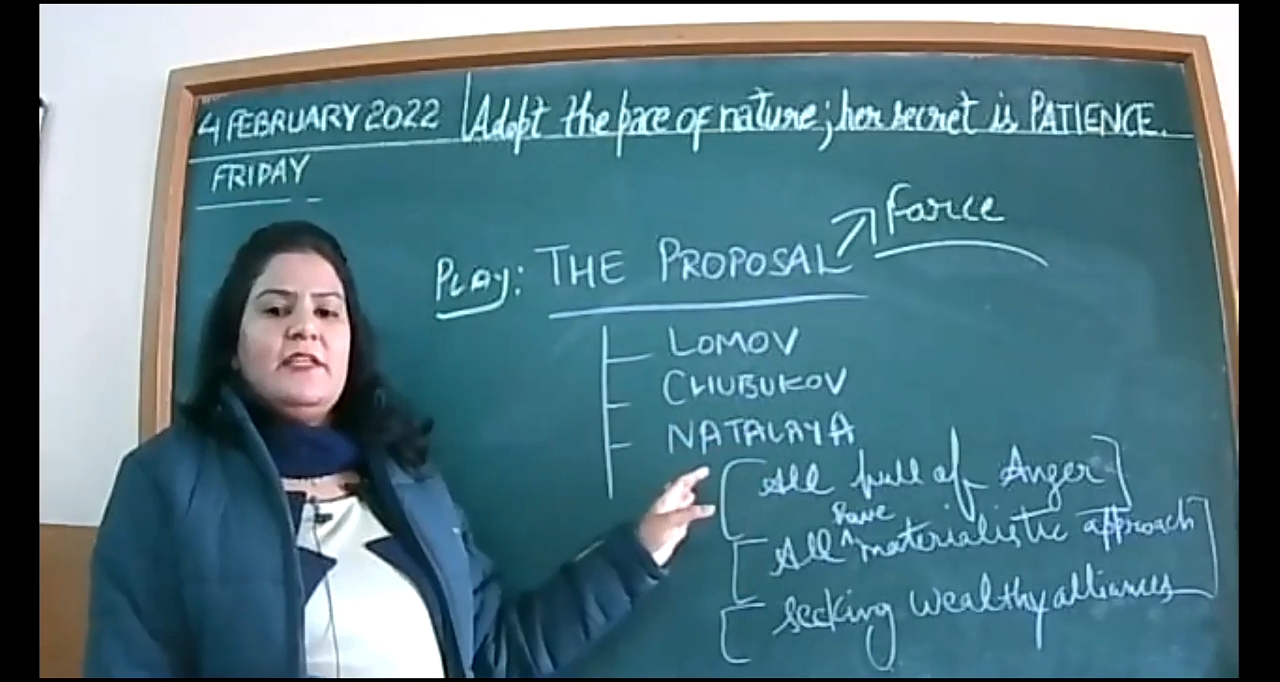 4 FEBRUARY 2022 Adopt the pace of nature; her secret is PATIENCE.
FRIDAY
Farce
PLAY: THE PROPOSAL
LOMOV
CHUBUKOV
NATALAYA
All full of Anger
have
All ^ materialistic approach
Seeking wealthy alliances